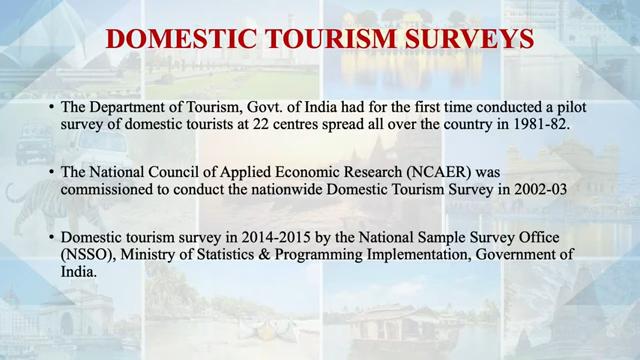 DOMESTIC TOURISM SURVEYS
• The Department of Tourism, Govt. of India had for the first time conducted a pilot
survey of domestic tourists at 22 centres spread all over the country in 1981-82.
• The National Council of Applied Economic Research (NCAER) was
commissioned to conduct the nationwide Domestic Tourism Survey in 2002-03
• Domestic tourism survey in 2014-2015 by the National Sample Survey Office
(NSSO), Ministry of Statistics & Programming Implementation, Government of
India.